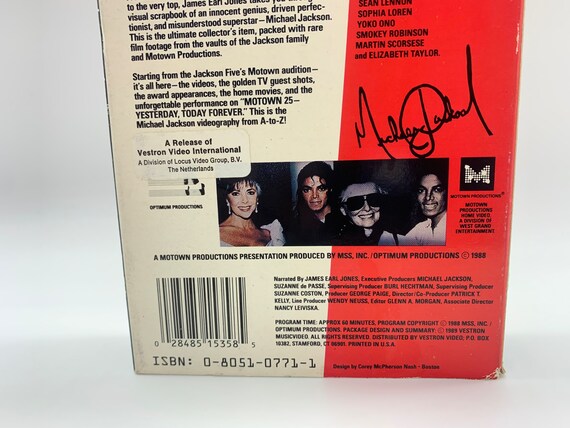 to the very top, James Earl Jones takes you
visual scrapbook of an innocent genius, driven perfec-
tionist, and misunderstood superstar—Michael Jackson.
This is the ultimate collector's item, packed with rare
film footage from the vaults of the Jackson family
and Motown Productions.
Starting from the Jackson Five's Motown audition—
it's all here—the videos, the golden TV guest shots,
the award appearances, the home movies, and the
unforgettable performance on "MOTOWN 25—
YESTERDAY, TODAY FOREVER." This is the
Michael Jackson videography from A-to-Z!
SEAN LENNON
SOPHIA LOREN
YOKO ONO
SMOKEY ROBINSON
MARTIN SCORSESE
and ELIZABETH TAYLOR.
Michael Jackson
A Release of
Vestron Video International
A Division of Locus Video Group, B.V.
The Netherlands
OPTIMUM PRODUCTIONS
MOTOWN PRODUCTIONS
MOTOWN
PRODUCTIONS
HOME VIDEO,
A DIVISION OF
WEST GRAND
ENTERTAINMENT
A MOTOWN PRODUCTIONS PRESENTATION PRODUCED BY MSS, INC./OPTIMUM PRODUCTIONS © 1988
Narrated by JAMES EARL JONES, Executive Producers MICHAEL JACKSON,
SUZANNE de PASSE, Supervising Producer BURL HECHTMAN, Supervising Producer
SUZANNE COSTON, Producer GEORGE PAIGE, Director/Co-Producer PATRICK T.
KELLY, Line Producer WENDY NEUSS, Editor GLENN A. MORGAN, Associate Director
NANCY LEIVISKA.
PROGRAM TIME: APPROX 60 MINUTES. PROGRAM COPYRIGHT © 1988 MSS, INC./
OPTIMUM PRODUCTIONS. PACKAGE DESIGN AND SUMMARY: © 1989 VESTRON
MUSICVIDEO. ALL RIGHTS RESERVED. DISTRIBUTED BY VESTRON VIDEO, P.O. BOX
10382, STAMFORD, CT 06901. PRINTED IN U.S.A.
0 28485 15358 5
ISBN: 0-8051-0771-1
Design by Corey McPherson Nash · Boston